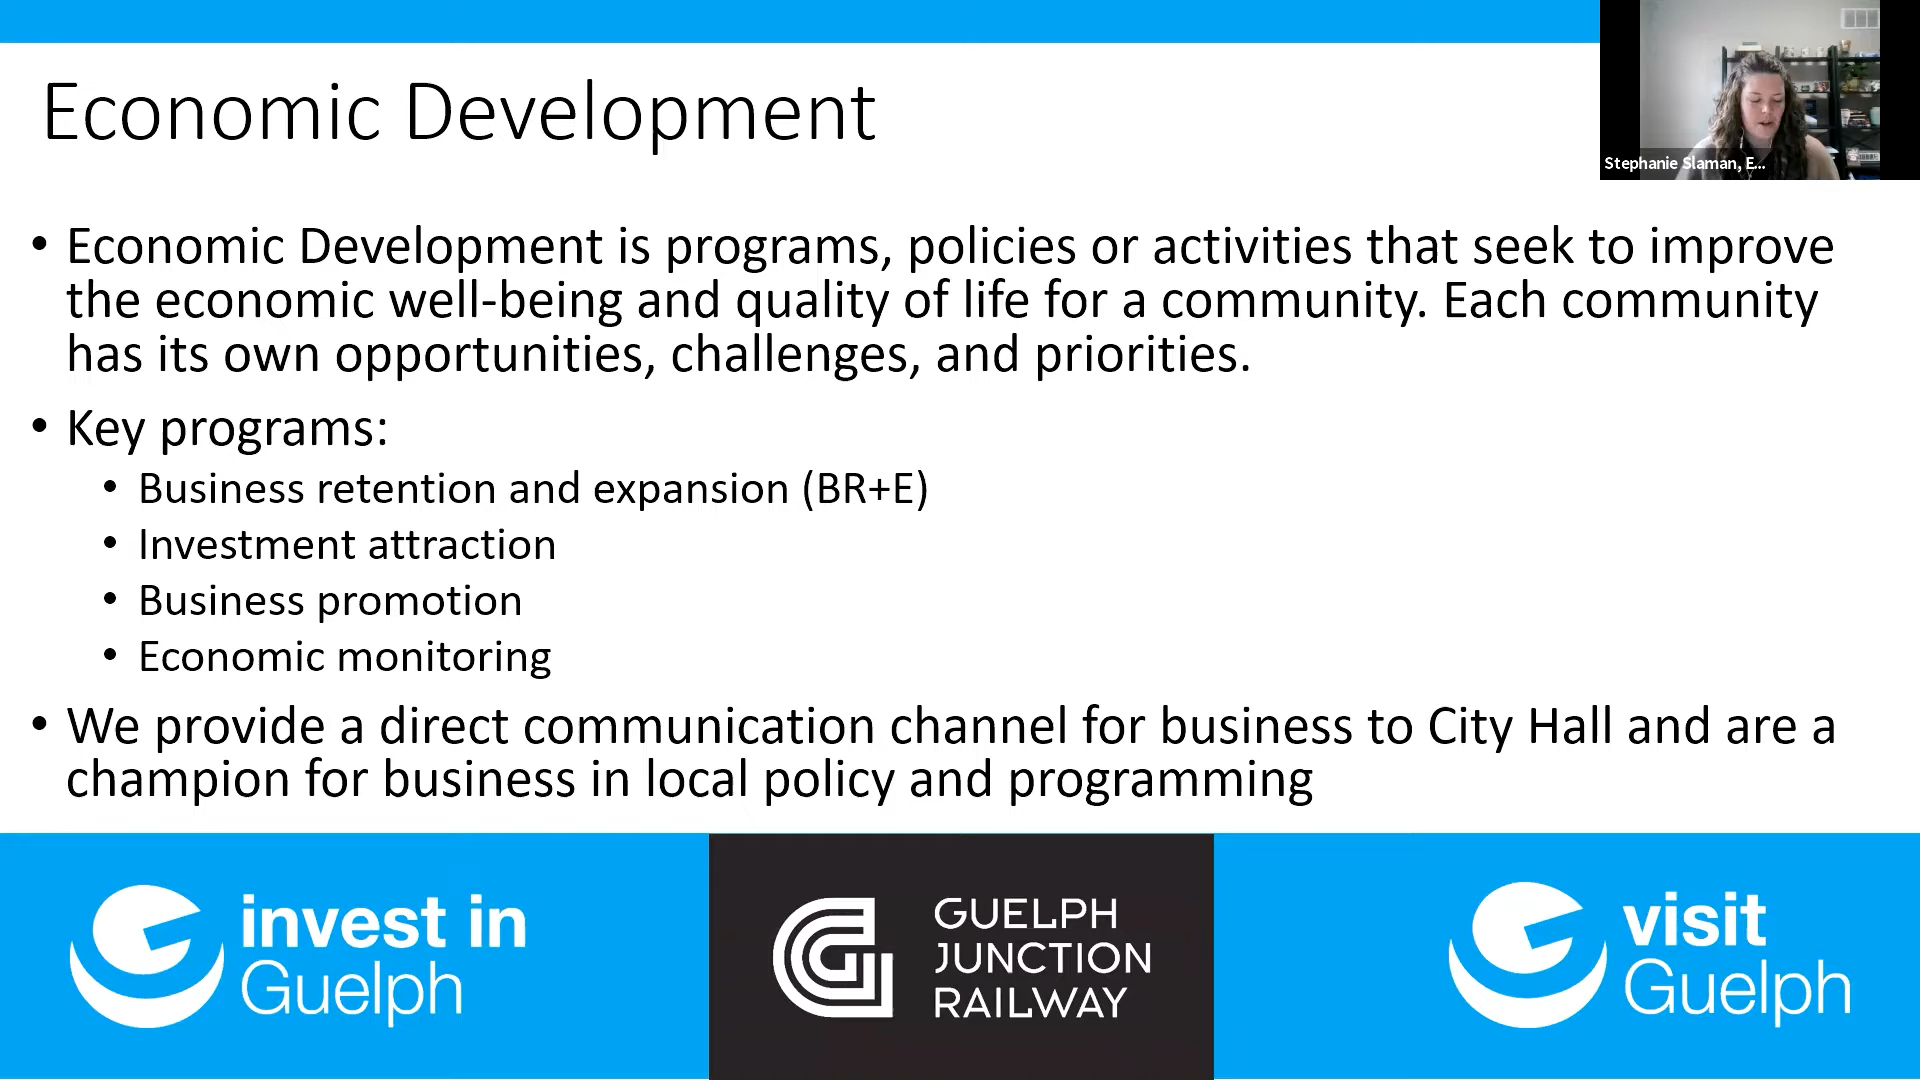 Economic Development
Stephanie Slaman, E...
• Economic Development is programs, policies or activities that seek to improve
the economic well-being and quality of life for a community. Each community
has its own opportunities, challenges, and priorities.
• Key programs:
• Business retention and expansion (BR+E)
• Investment attraction
• Business promotion
• Economic monitoring
• We provide a direct communication channel for business to City Hall and are a
champion for business in local policy and programming
invest in
Guelph
GUELPH
JUNCTION
RAILWAY
visit
Guelph